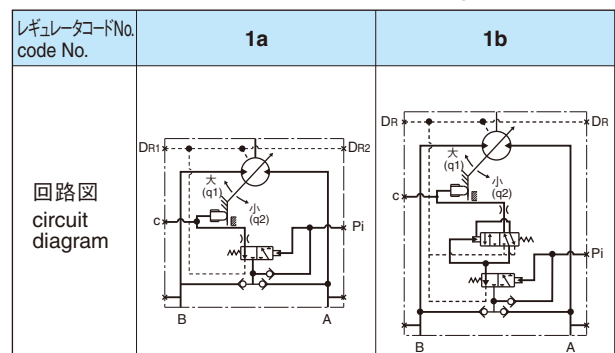 レギュレータコードNo.
code No.
1a
1b
回路図
circuit
diagram
DR1
DR2
大
(q1)
小
(q2)
c
Pi
B
A
DR
DR
大
(q1)
小
(q2)
c
Pi
B
A